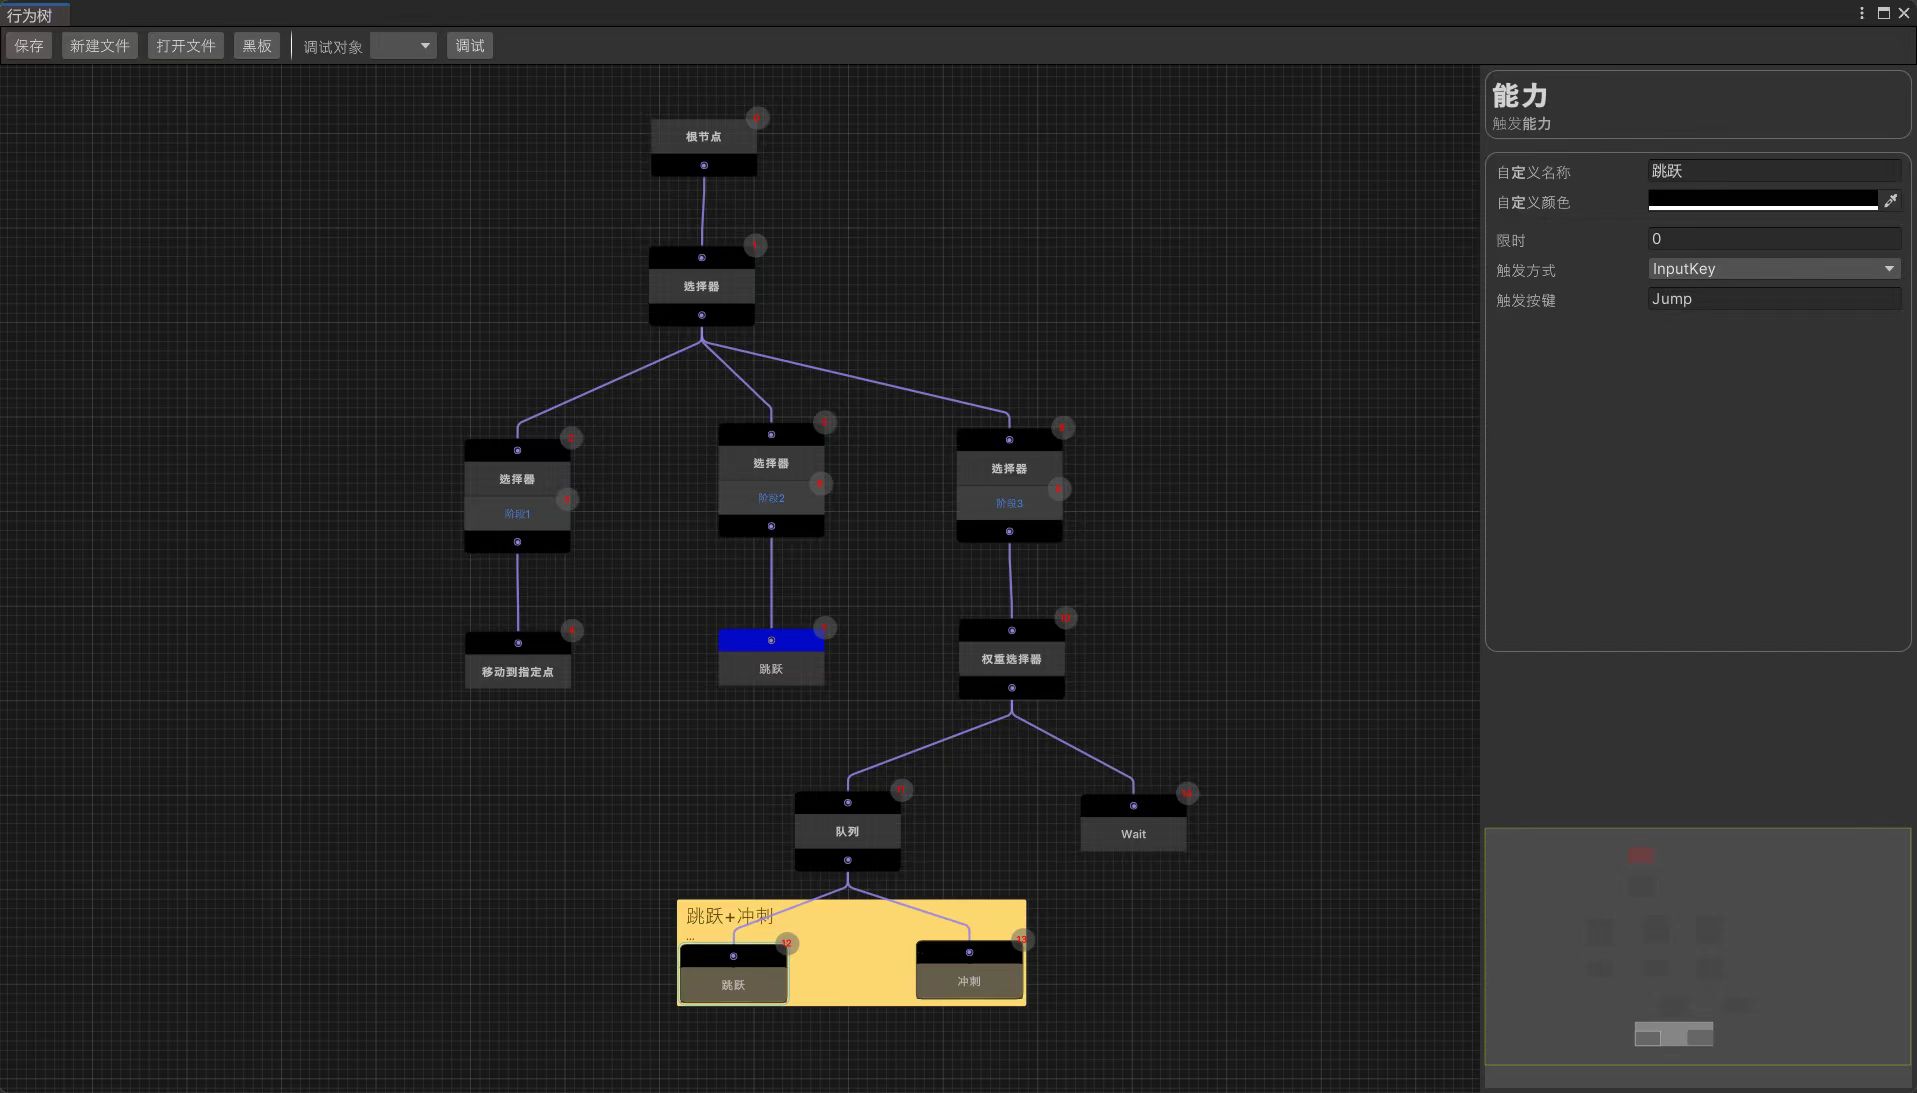 行为树
保存 新建文件 打开文件 黑板 调试对象 调试
能力
触发能力
自定义名称 跳跃
自定义颜色
限时 0
触发方式 InputKey
触发按键 Jump
根节点
选择器
选择器
阶段1
选择器
阶段2
选择器
阶段3
移动到指定点
跳跃
10
权重选择器
11
队列
14
Wait
跳跃+冲刺
...
12
跳跃
13
冲刺